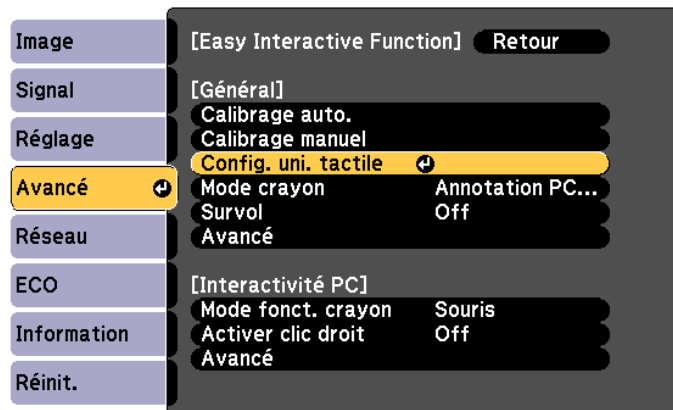 Image
Signal
Réglage
Avancé
Réseau
ECO
Information
Réinit.
[Easy Interactive Function] Retour
[Général]
Calibrage auto.
Calibrage manuel
Config. uni. tactile
Mode crayon Annotation PC...
Survol Off
Avancé
[Interactivité PC]
Mode fonct. crayon Souris
Activer clic droit Off
Avancé